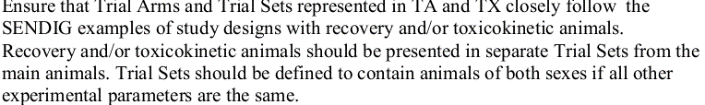 Ensure that Trial Arms and Trial Sets represented in TA and TX closely follow the
SENDIG examples of study designs with recovery and/or toxicokinetic animals.
Recovery and/or toxicokinetic animals should be presented in separate Trial Sets from the
main animals. Trial Sets should be defined to contain animals of both sexes if all other
experimental parameters are the same.